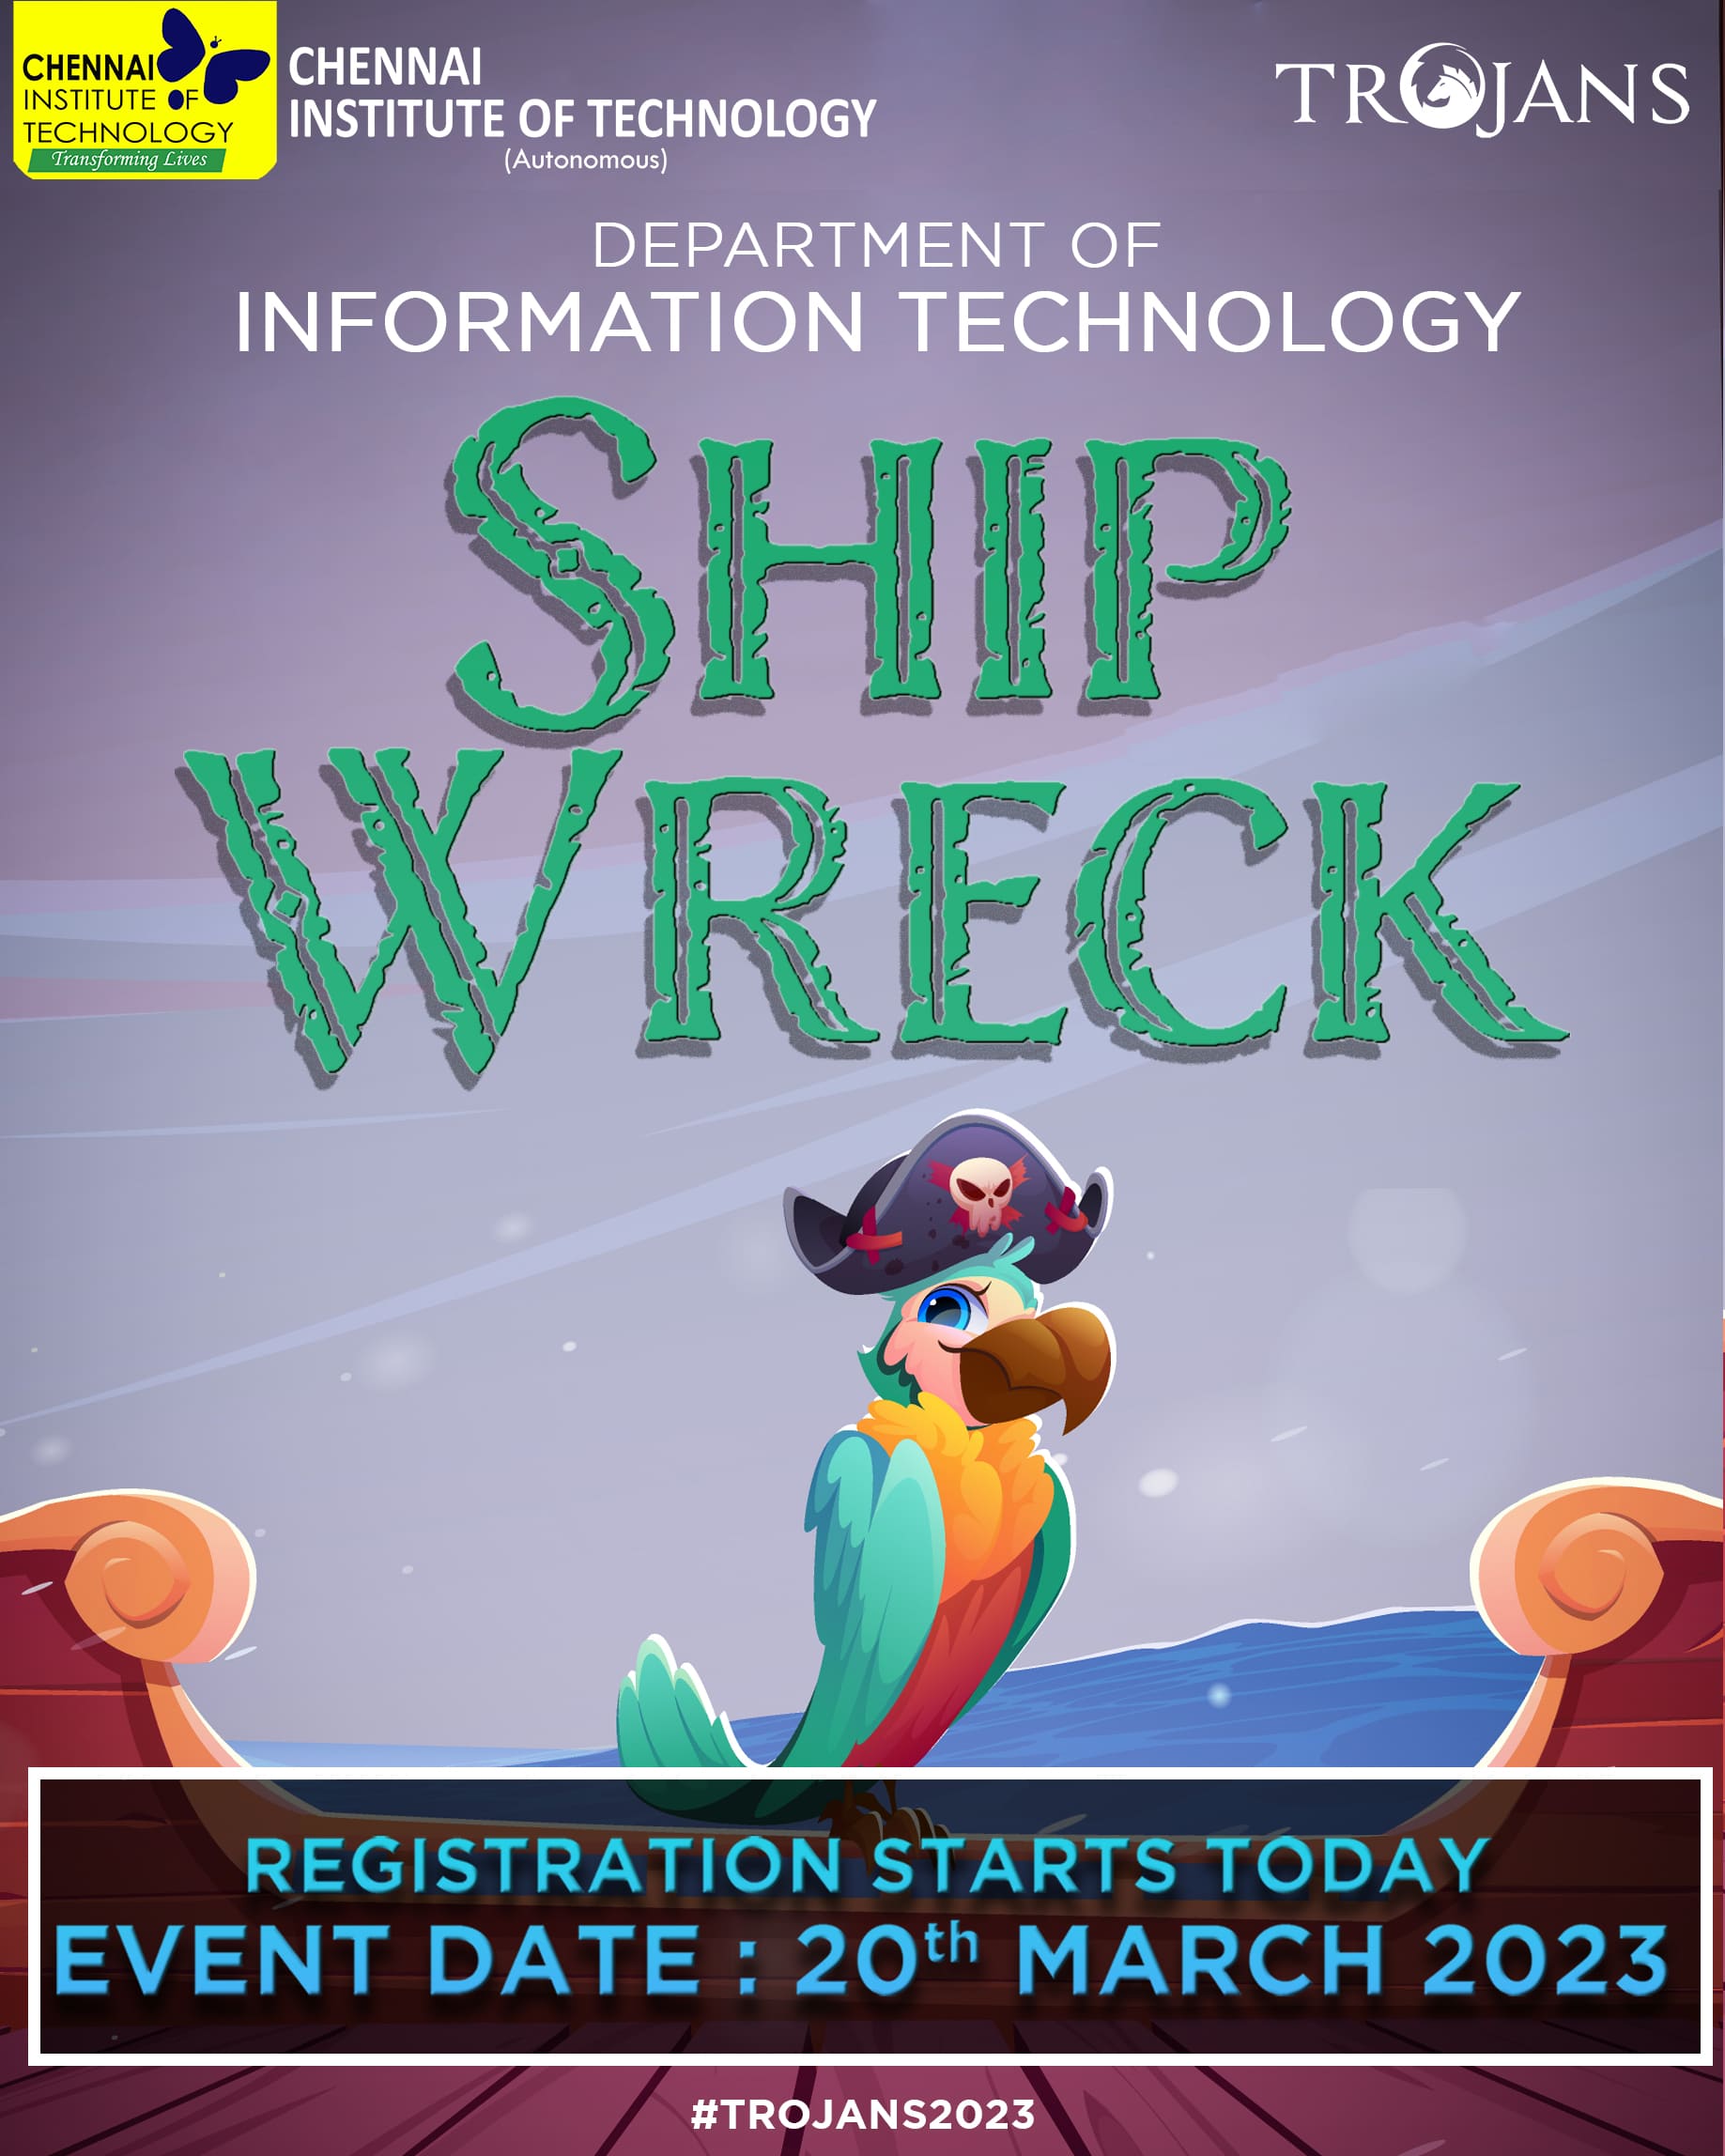 CHENNAI
INSTITUTE OF
TECHNOLOGY
Transforming Lives
CHENNAI
INSTITUTE OF TECHNOLOGY
(Autonomous)
TROJANS
DEPARTMENT OF
INFORMATION TECHNOLOGY
SHIP
WRECK
REGISTRATION STARTS TODAY
EVENT DATE : 20th MARCH 2023
#TROJANS2023